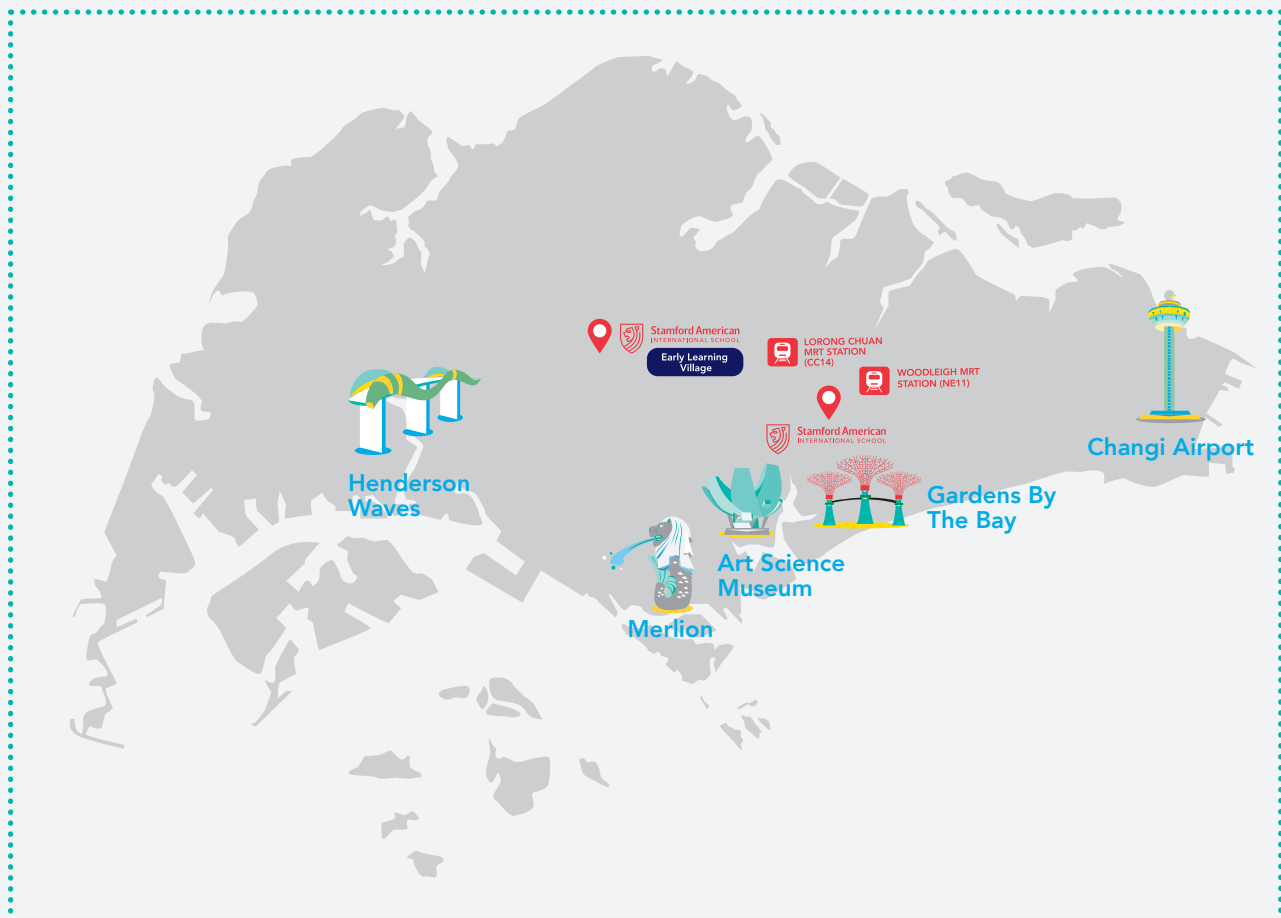 Stamford American
INTERNATIONAL SCHOOL
Early Learning
Village
LORONG CHUAN
MRT STATION
(CC14)
WOODLEIGH MRT
STATION (NE11)
Stamford American
INTERNATIONAL SCHOOL
Changi Airport
Henderson
Waves
Gardens By
The Bay
Art Science
Museum
Merlion